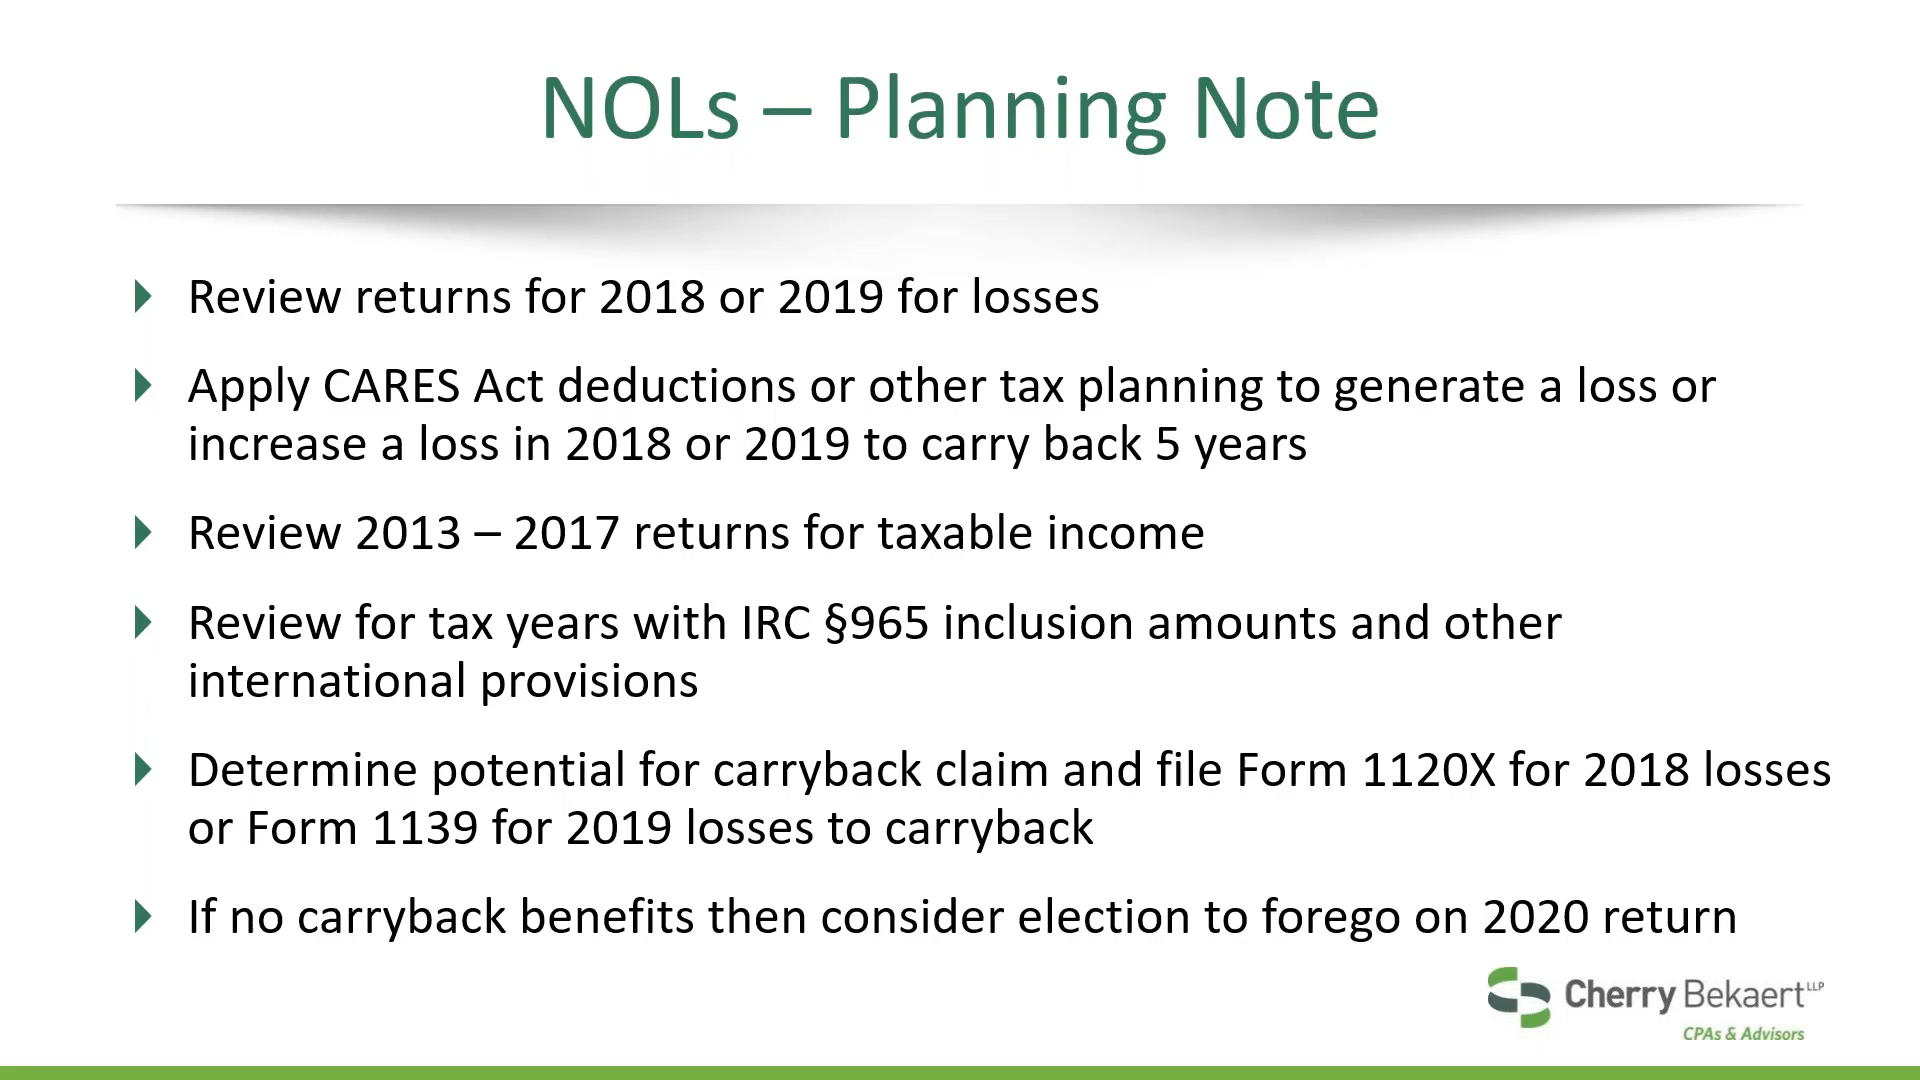 NOLs – Planning Note
Review returns for 2018 or 2019 for losses
Apply CARES Act deductions or other tax planning to generate a loss or
increase a loss in 2018 or 2019 to carry back 5 years
Review 2013 – 2017 returns for taxable income
Review for tax years with IRC §965 inclusion amounts and other
international provisions
Determine potential for carryback claim and file Form 1120X for 2018 losses
or Form 1139 for 2019 losses to carryback
If no carryback benefits then consider election to forego on 2020 return
Cherry Bekaert LLP
CPAs & Advisors